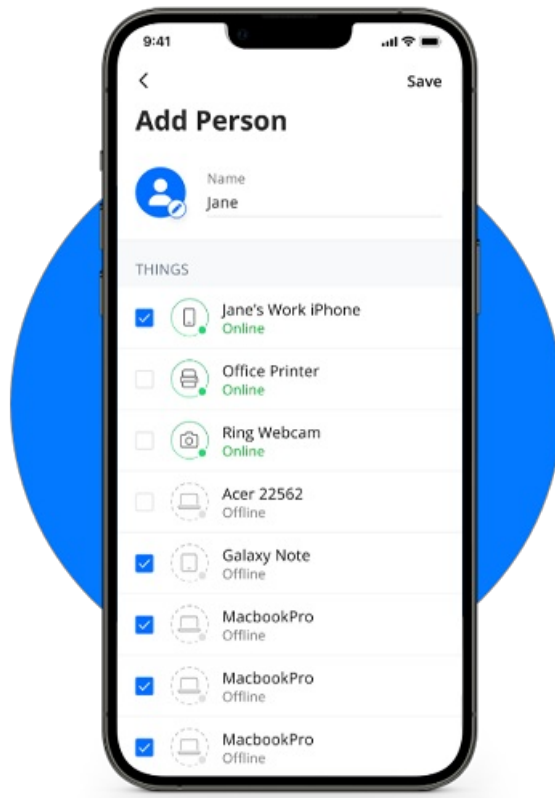 9:41
Save
Add Person
Name
Jane
THINGS
Jane's Work iPhone
Online
Office Printer
Online
Ring Webcam
Online
Acer 22562
Offline
Galaxy Note
Offline
MacbookPro
Offline
MacbookPro
Offline
MacbookPro
Offline